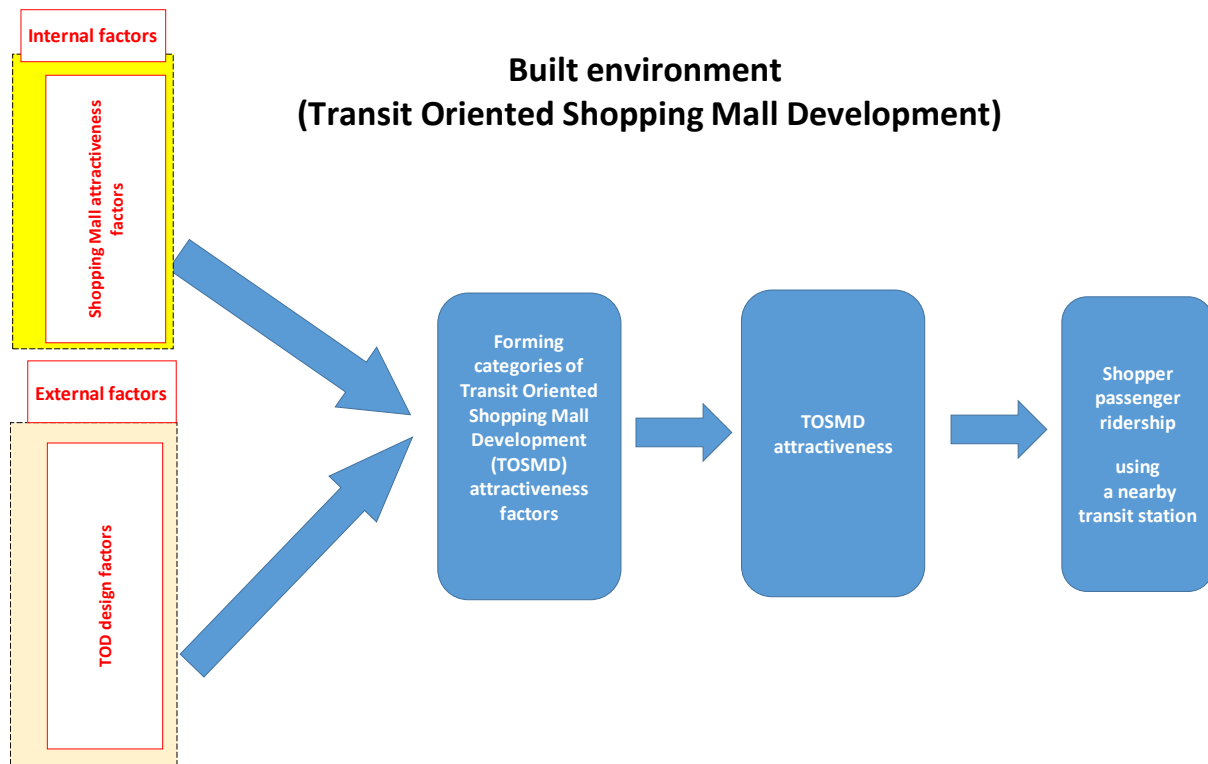 Internal factors
Built environment
(Transit Oriented Shopping Mall Development)
Shopping Mall attractiveness
factors
External factors
TOD design factors
Forming
categories of
Transit Oriented
Shopping Mall
Development
(TOSMD)
attractiveness
factors
TOSMD
attractiveness
Shopper
passenger
ridership
using
a nearby
transit station